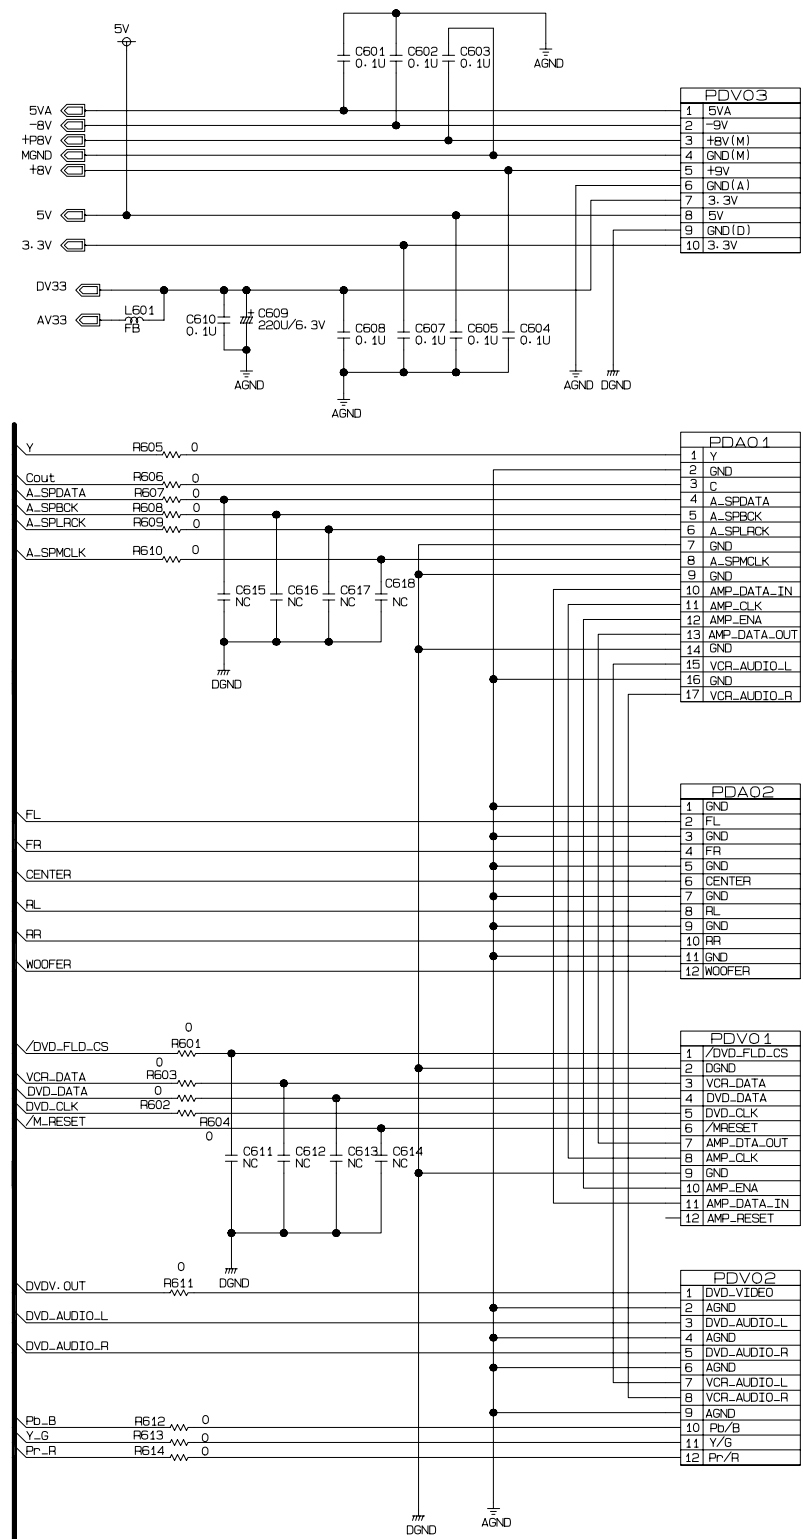 5V
C601
0.1U
C602
0.1U
C603
0.1U
AGND
5VA
-8V
+P8V
MGND
+8V
5V
3.3V
DV33
AV33
L601
FB
C610
0.1U
+
C609
220U/6.3V
AGND
C608
0.1U
C607
0.1U
C605
0.1U
C604
0.1U
AGND
AGND
DGND
PDV03
1 5VA
2 -9V
3 +8V(M)
4 GND(M)
5 +9V
6 GND(A)
7 3.3V
8 5V
9 GND(D)
10 3.3V
Y R605 0
Cout R606 0
A_SPDATA R607 0
A_SPBCK R608 0
A_SPLRCK R609 0
A_SPMCLK R610 0
C615
NC
C616
NC
C617
NC
C618
NC
DGND
PDA01
1 Y
2 GND
3 C
4 A_SPDATA
5 A_SPBCK
6 A_SPLRCK
7 GND
8 A_SPMCLK
9 GND
10 AMP_DATA_IN
11 AMP_CLK
12 AMP_ENA
13 AMP_DATA_OUT
14 GND
15 VCR_AUDIO_L
16 GND
17 VCR_AUDIO_R
FL
FR
CENTER
RL
RR
WOOFER
PDA02
1 GND
2 FL
3 GND
4 FR
5 GND
6 CENTER
7 GND
8 RL
9 GND
10 RR
11 GND
12 WOOFER
/DVD_FLD_CS 0 R601
VCR_DATA 0 R603
DVD_DATA 0
DVD_CLK R602
/M_RESET R604
0
C611
NC
C612
NC
C613
NC
C614
NC
DGND
PDV01
1 /DVD_FLD_CS
2 DGND
3 VCR_DATA
4 DVD_DATA
5 DVD_CLK
6 /MRESET
7 AMP_DTA_OUT
8 AMP_CLK
9 GND
10 AMP_ENA
11 AMP_DATA_IN
12 AMP_RESET
DVDV.OUT 0 R611
DVD_AUDIO_L
DVD_AUDIO_R
Pb_B R612 0
Y_G R613 0
Pr_R R614 0
PDV02
1 DVD_VIDEO
2 AGND
3 DVD_AUDIO_L
4 AGND
5 DVD_AUDIO_R
6 AGND
7 VCR_AUDIO_L
8 VCR_AUDIO_R
9 AGND
10 Pb/B
11 Y/G
12 Pr/R
DGND
AGND